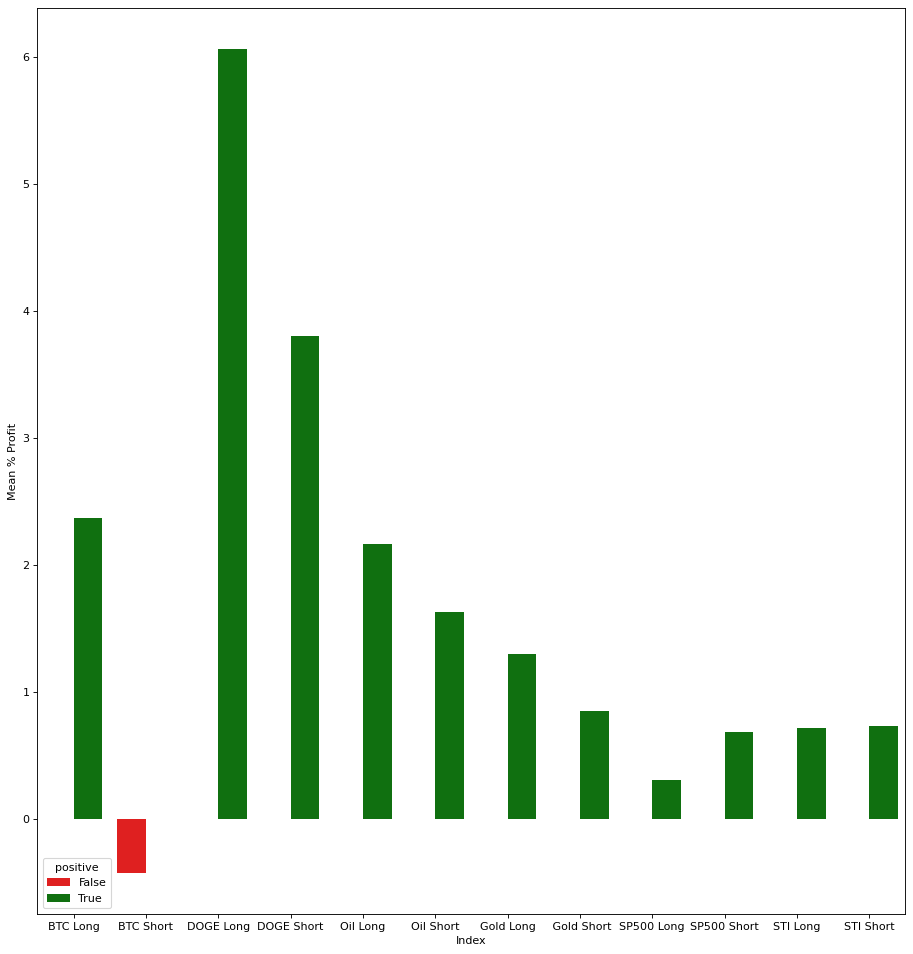 6
5
4
3
2
1
0
Mean % Profit
positive
False
True
BTC Long BTC Short DOGE Long DOGE Short Oil Long Oil Short Gold Long Gold Short SP500 Long SP500 Short STI Long STI Short
Index